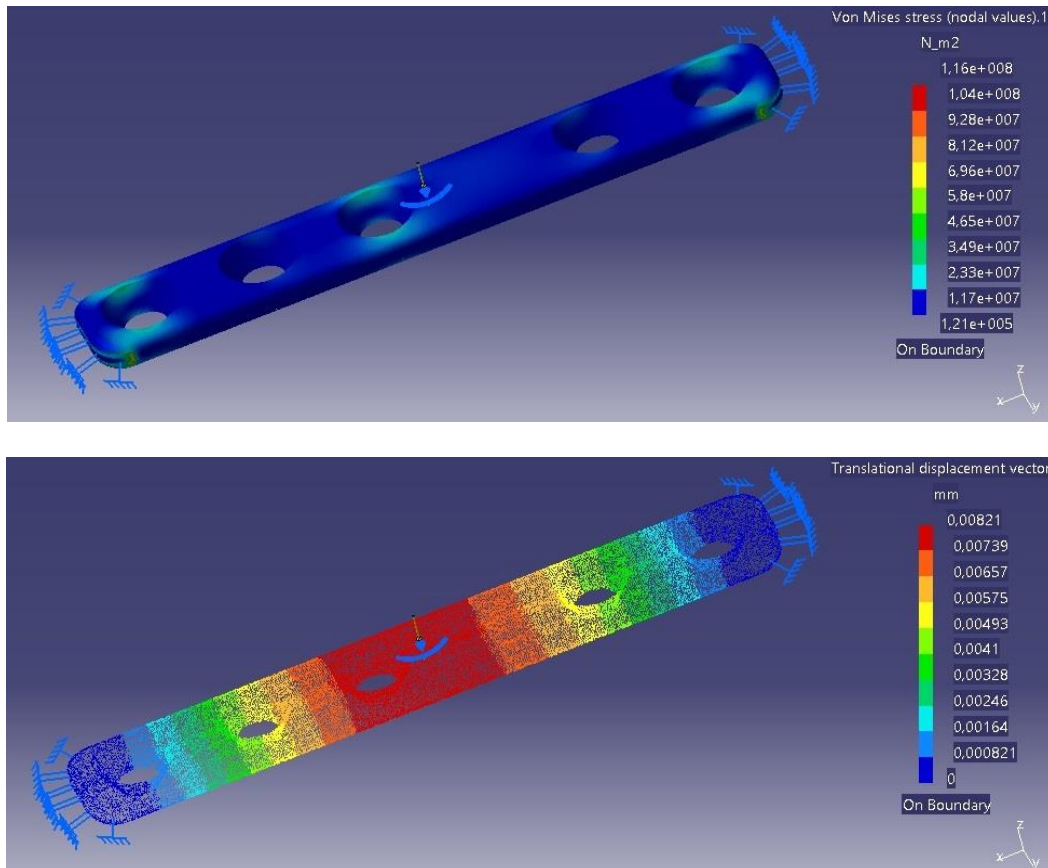 Von Mises stress (nodal values).1
N_m2
1,16e+008
1,04e+008
9,28e+007
8,12e+007
6,96e+007
5,8e+007
4,65e+007
3,49e+007
2,33e+007
1,17e+007
1,21e+005
On Boundary
z
x
y
Translational displacement vector
mm
0,00821
0,00739
0,00657
0,00575
0,00493
0,0041
0,00328
0,00246
0,00164
0,000821
0
On Boundary
z
x
y